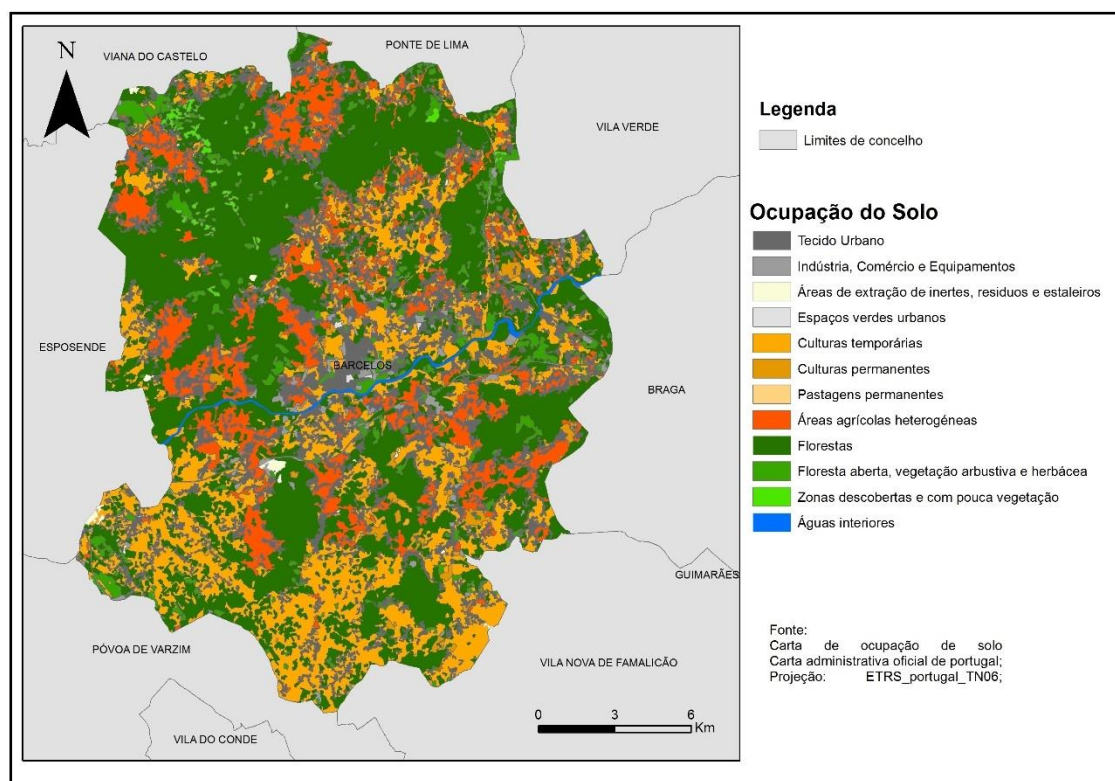 N
VIANA DO CASTELO
PONTE DE LIMA
VILA VERDE
ESPOSENDE
BARCELOS
BRAGA
GUIMARÃES
PÓVOA DE VARZIM
VILA NOVA DE FAMALICÃO
VILA DO CONDE
0 3 6
Km
Legenda
Limites de concelho
Ocupação do Solo
Tecido Urbano
Indústria, Comércio e Equipamentos
Áreas de extração de inertes, residuos e estaleiros
Espaços verdes urbanos
Culturas temporárias
Culturas permanentes
Pastagens permanentes
Áreas agrícolas heterogéneas
Florestas
Floresta aberta, vegetação arbustiva e herbácea
Zonas descobertas e com pouca vegetação
Águas interiores
Fonte:
Carta de ocupação de solo
Carta administrativa oficial de portugal;
Projeção: ETRS_portugal_TN06;